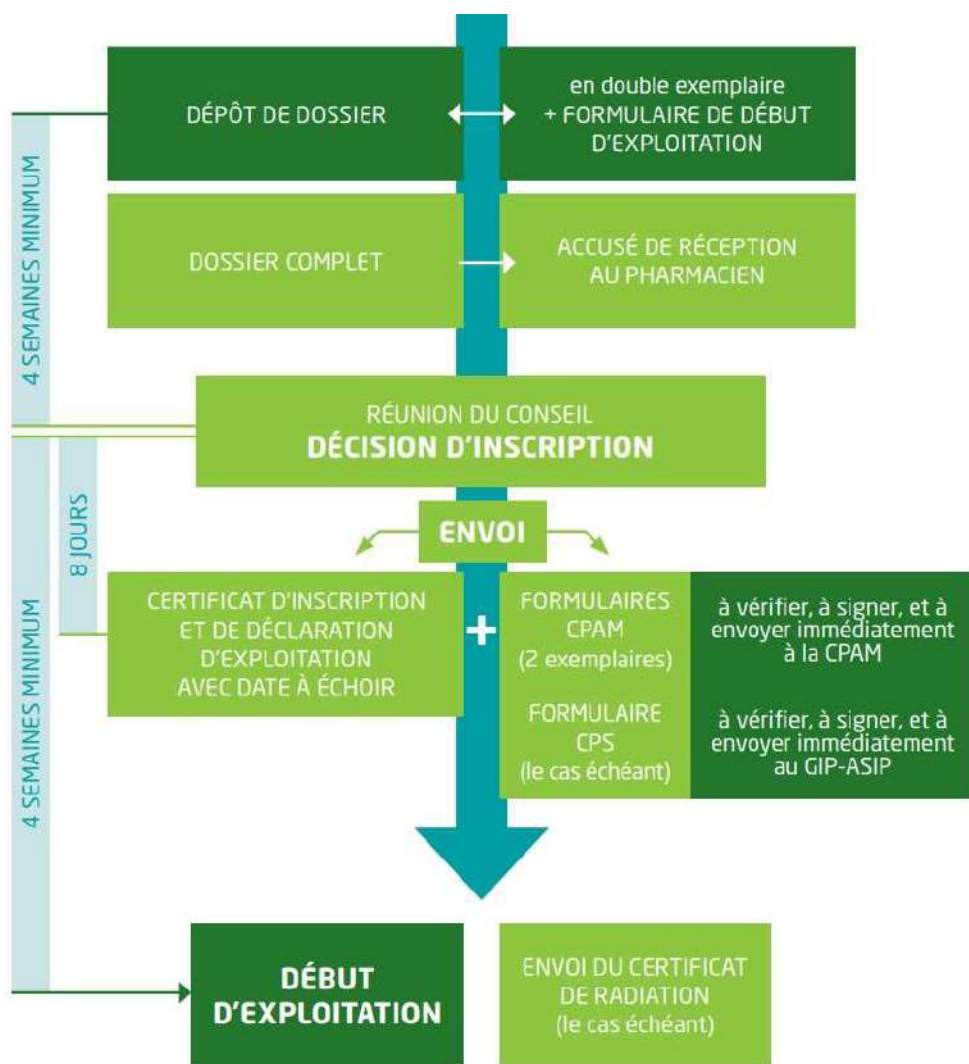 DÉPÔT DE DOSSIER
en double exemplaire
+ FORMULAIRE DE DÉBUT
D'EXPLOITATION
4 SEMAINES MINIMUM
DOSSIER COMPLET
ACCUSÉ DE RÉCEPTION
AU PHARMACIEN
RÉUNION DU CONSEIL
DÉCISION D'INSCRIPTION
ENVOI
8 JOURS
4 SEMAINES MINIMUM
CERTIFICAT D'INSCRIPTION
ET DE DÉCLARATION
D'EXPLOITATION
AVEC DATE À ÉCHOIR
+
FORMULAIRES
CPAM
(2 exemplaires)
à vérifier, à signer, et à
envoyer immédiatement
à la CPAM
FORMULAIRE
CPS
(le cas échéant)
à vérifier, à signer, et à
envoyer immédiatement
au GIP-ASIP
DÉBUT
D'EXPLOITATION
ENVOI DU CERTIFICAT
DE RADIATION
(le cas échéant)